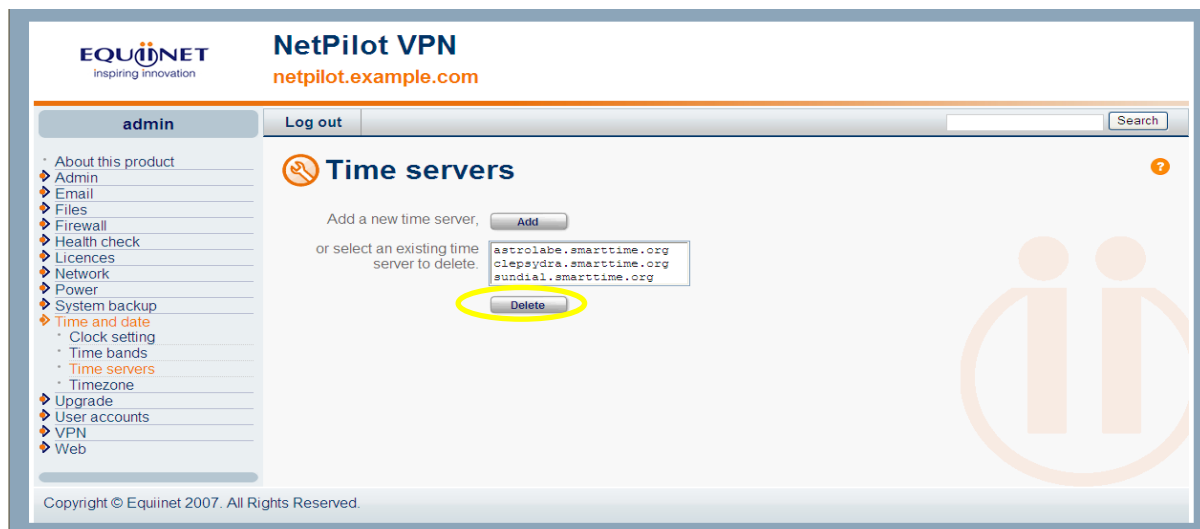 EQUiiNET
inspiring innovation
NetPilot VPN
netpilot.example.com
admin
Log out
Search
About this product
Admin
Email
Files
Firewall
Health check
Licences
Network
Power
System backup
Time and date
Clock setting
Time bands
Time servers
Timezone
Upgrade
User accounts
VPN
Web
Time servers
?
Add a new time server,
Add
or select an existing time
server to delete.
astrolabe.smarttime.org
clepsydra.smarttime.org
sundial.smarttime.org
Delete
ii
Copyright © Equiinet 2007. All Rights Reserved.